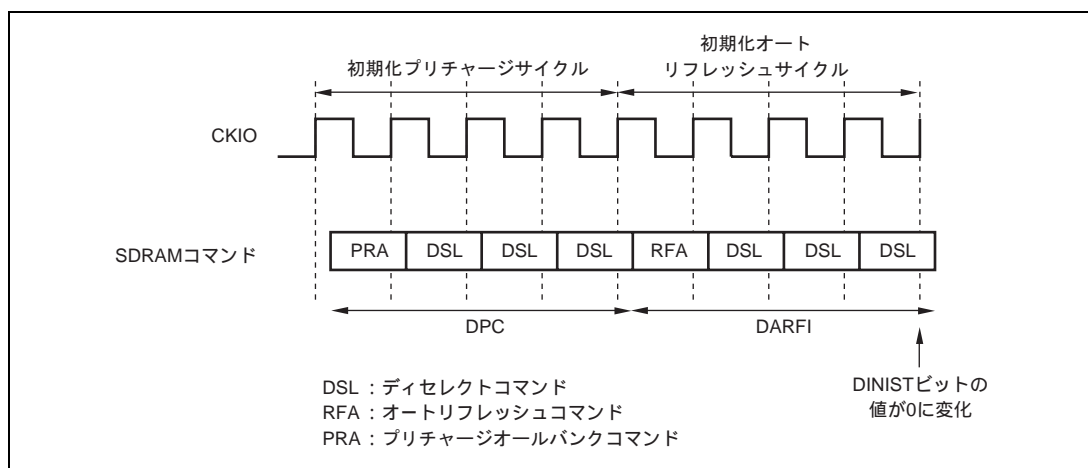 初期化プリチャージサイクル
初期化オート
リフレッシュサイクル
CKIO
SDRAMコマンド
PRA DSL DSL DSL RFA DSL DSL DSL
DPC DARFI
DSL ：ディセレクトコマンド
RFA ：オートリフレッシュコマンド
PRA ：プリチャージオールバンクコマンド
DINISTビットの
値が0に変化